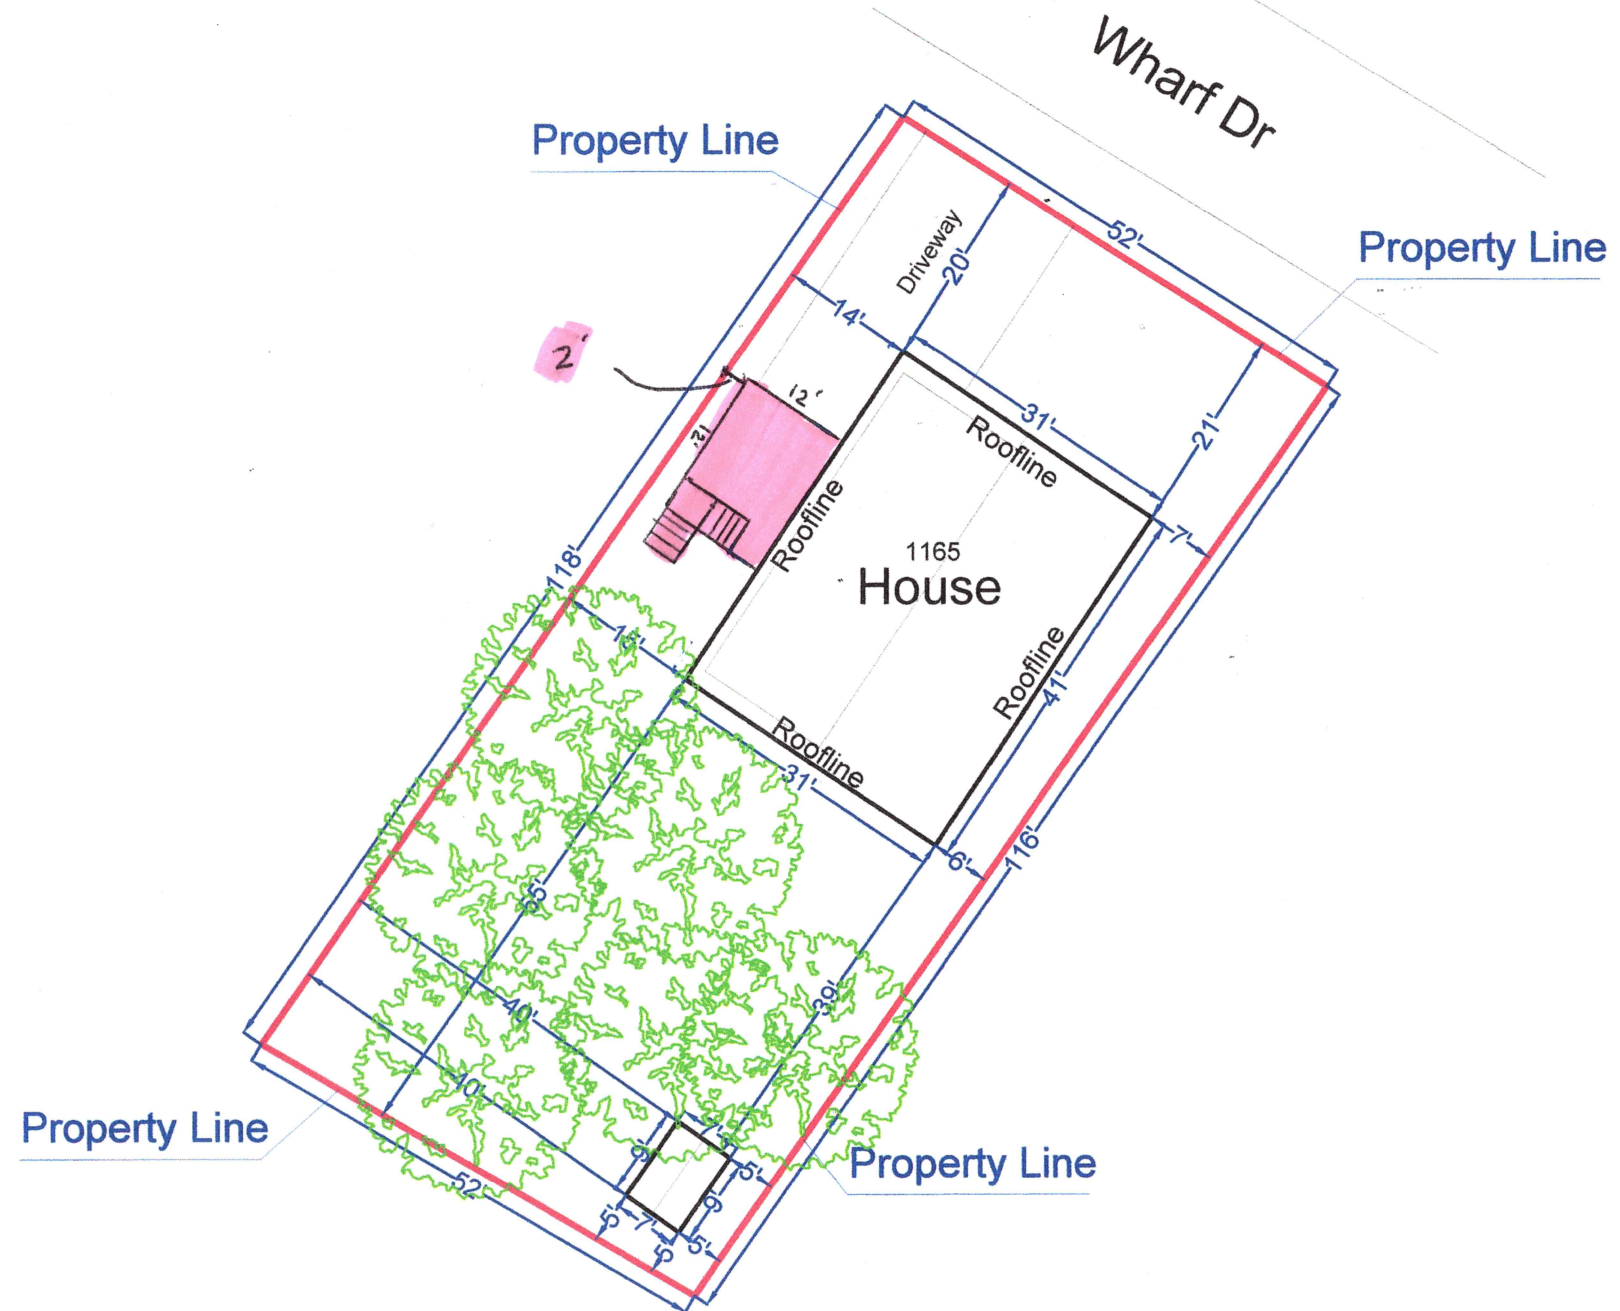 Wharf Dr
Property Line
52'
Property Line
Driveway
20'
14'
2'
12'
12'
31'
Roofline
21'
Roofline
7'
1165
House
118'
Roofline
41'
Roofline
31'
6'
116'
55'
39'
40'
40'
Property Line
52'
7'
9'
5'
Property Line
9'
5'
7'
5'
5'